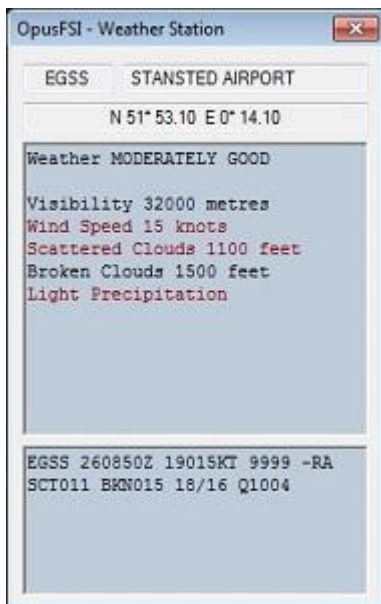 OpusFSI - Weather Station
EGSS STANSTED AIRPORT
N 51* 53.10 E 0* 14.10
Weather MODERATELY GOOD
Visibility 32000 metres
Wind Speed 15 knots
Scattered Clouds 1100 feet
Broken Clouds 1500 feet
Light Precipitation
EGSS 260850Z 19015KT 9999 -RA
SCT011 BKN015 18/16 Q1004